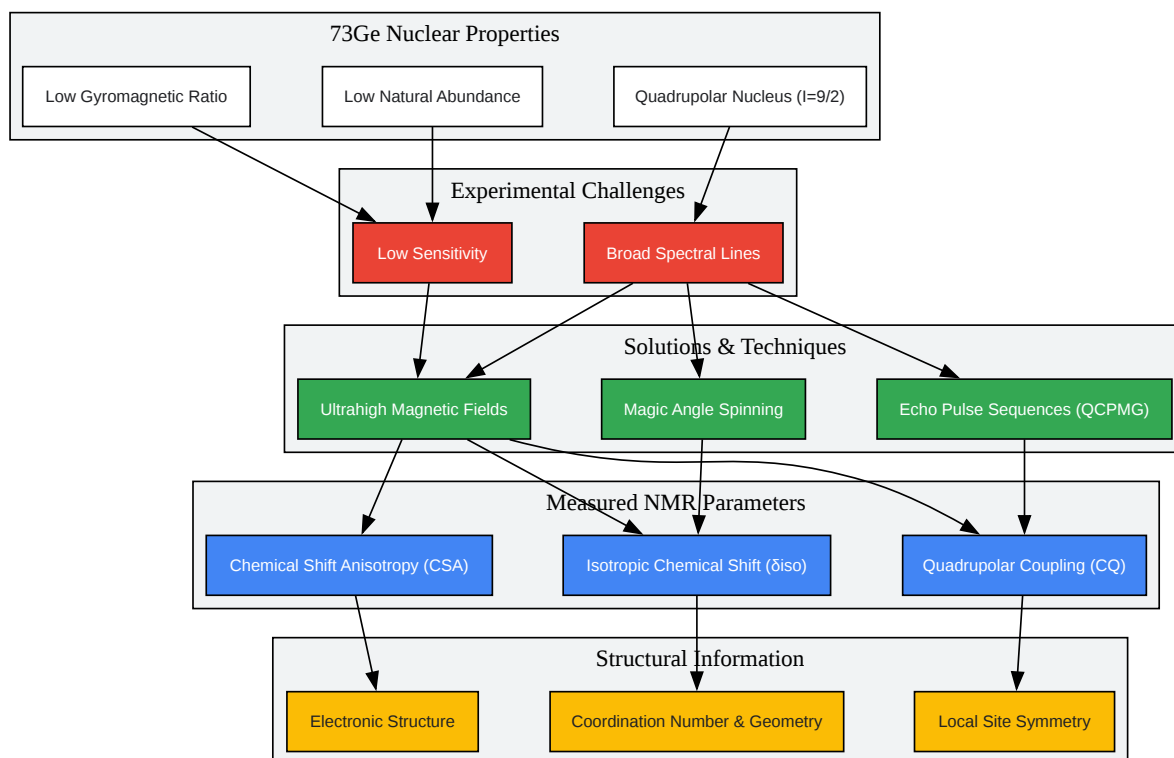 73Ge Nuclear Properties
Low Gyromagnetic Ratio
Low Natural Abundance
Quadrupolar Nucleus (I=9/2)
Experimental Challenges
Low Sensitivity
Broad Spectral Lines
Solutions & Techniques
Ultrahigh Magnetic Fields
Magic Angle Spinning
Echo Pulse Sequences (QCPMG)
Measured NMR Parameters
Chemical Shift Anisotropy (CSA)
Isotropic Chemical Shift (δiso)
Quadrupolar Coupling (CQ)
Structural Information
Electronic Structure
Coordination Number & Geometry
Local Site Symmetry